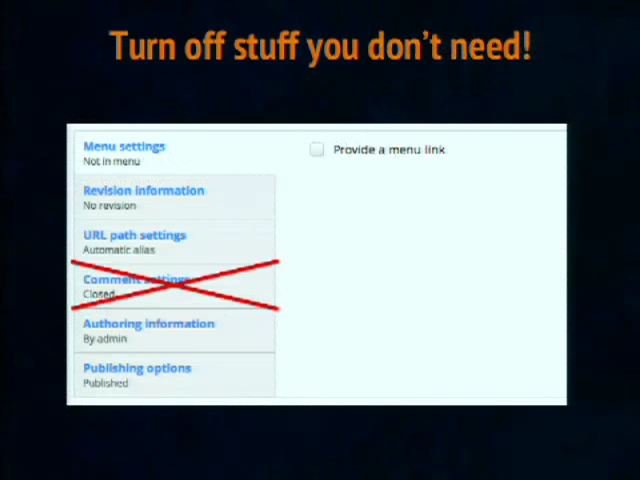 Turn off stuff you don't need!
Menu settings
Not in menu
Provide a menu link
Revision information
No revision
URL path settings
Automatic alias
Comment settings
Closed
Authoring information
By admin
Publishing options
Published